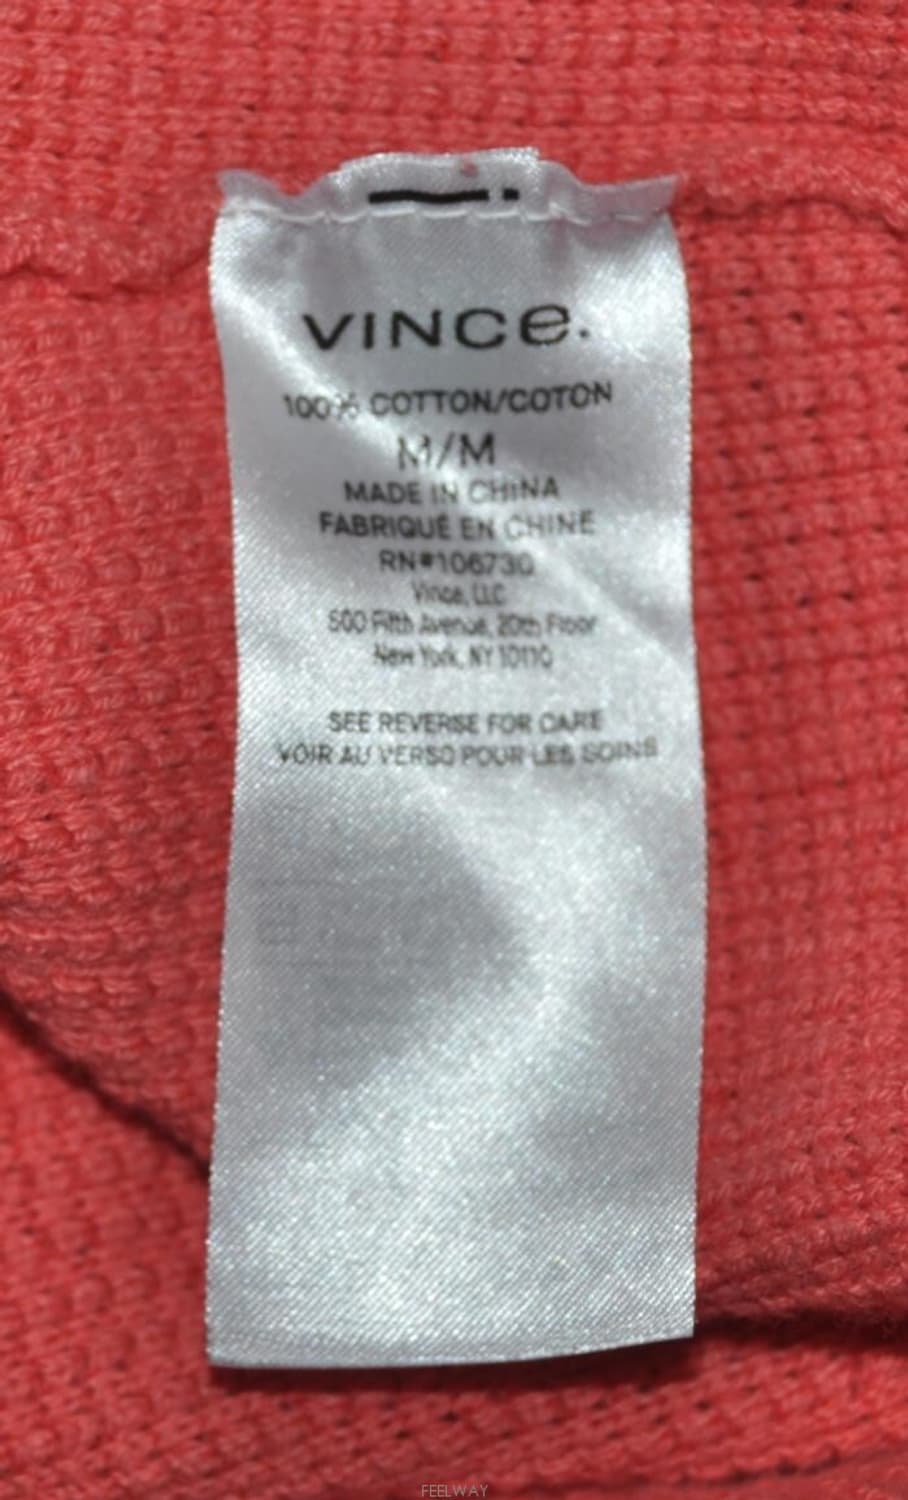 VINCe.
100% COTTON/COTON
M/M
MADE IN CHINA
FABRIQUÉ EN CHINE
RN#106730
Vince, LLC
500 Fifth Avenue, 20th Floor
New York, NY 10110
SEE REVERSE FOR CARE
VOIR AU VERSO POUR LES SOINS
FEELWAY